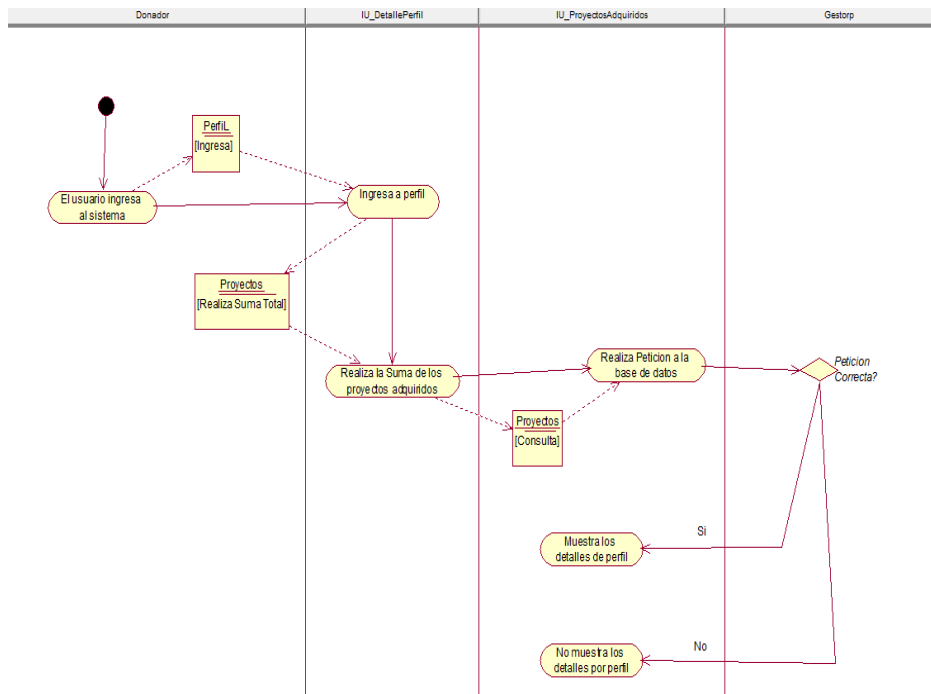 Donador
IU_DetallePerfil
IU_ProyectosAdquiridos
Gestorp
PerfiL
[Ingresa]
El usuario ingresa
al sistema
Ingresa a perfil
Proyectos
[Realiza Suma Total]
Realiza la Suma de los
proyectos adquiridos
Realiza Peticion a la
base de datos
Peticion
Correcta?
Proyectos
[Consulta]
Si
Muestra los
detalles de perfil
No
No muestra los
detalles por perfil